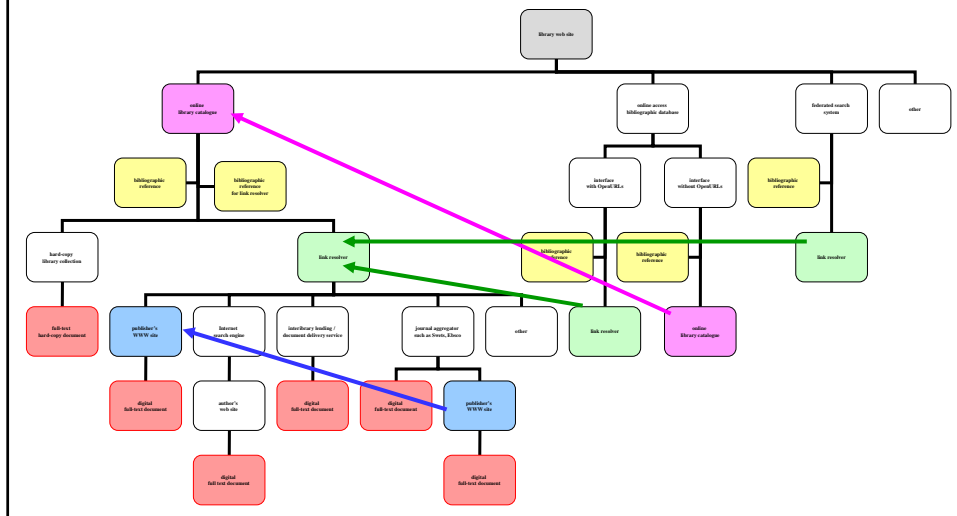 library web site
online
library catalogue
online access
bibliographic database
federated search
system
other
bibliographic
reference
bibliographic
reference
for link resolver
interface
with OpenURLs
interface
without OpenURLs
bibliographic
reference
hard-copy
library collection
link resolver
bibliographic
reference
bibliographic
reference
link resolver
full-text
hard-copy document
publisher's
WWW site
Internet
search engine
interibrary lending /
document delivery service
journal aggregator
such as Swets, Ebsco
other
link resolver
online
library catalogue
digital
full-text document
author's
web site
digital
full-text document
digital
full-text document
publisher's
WWW site
digital
full text document
digital
full-text document